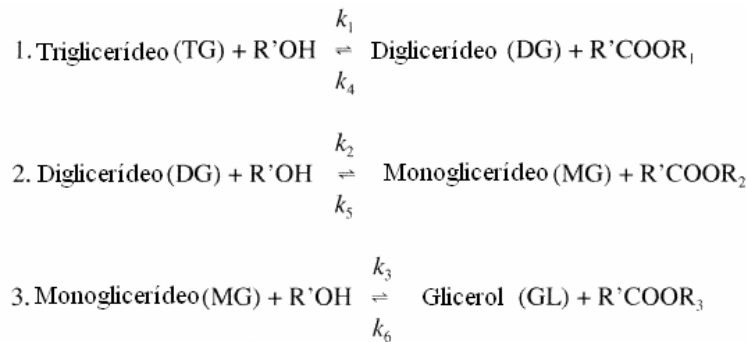 k₁
1. Triglicerídeo (TG) + R’OH ⇌ Diglicerídeo (DG) + R’COOR₁
k₄
k₂
2. Diglicerídeo (DG) + R’OH ⇌ Monoglicerídeo (MG) + R’COOR₂
k₅
k₃
3. Monoglicerídeo (MG) + R’OH ⇌ Glicerol (GL) + R’COOR₃
k₆